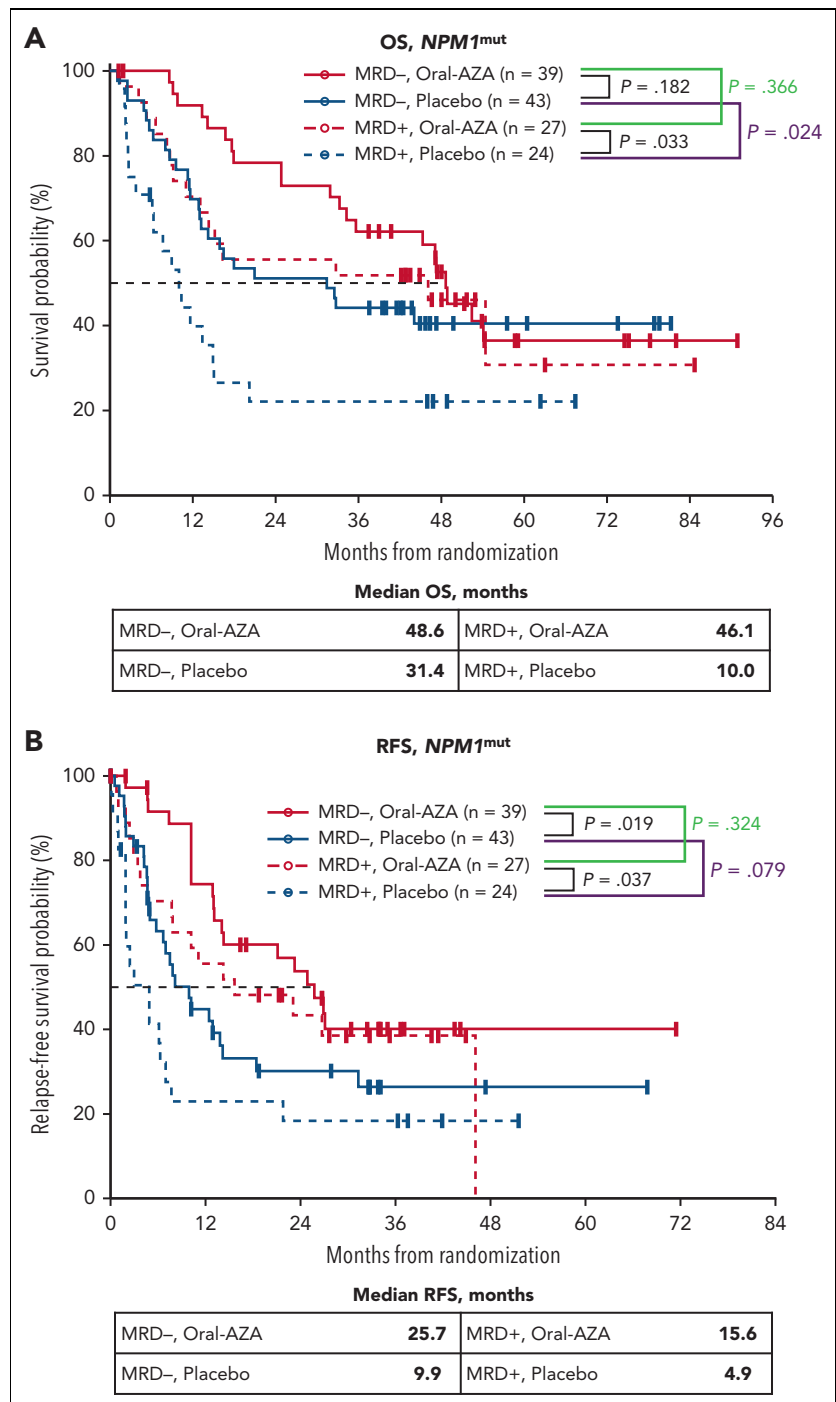 A
OS, NPM1mut
MRD–, Oral-AZA (n = 39)
MRD–, Placebo (n = 43)
MRD+, Oral-AZA (n = 27)
MRD+, Placebo (n = 24)
P = .182
P = .033
P = .366
P = .024
Survival probability (%)
100
80
60
40
20
0
0 12 24 36 48 60 72 84 96
Months from randomization
Median OS, months
MRD–, Oral-AZA 48.6 MRD+, Oral-AZA 46.1
MRD–, Placebo 31.4 MRD+, Placebo 10.0
B
RFS, NPM1mut
MRD–, Oral-AZA (n = 39)
MRD–, Placebo (n = 43)
MRD+, Oral-AZA (n = 27)
MRD+, Placebo (n = 24)
P = .019
P = .037
P = .324
P = .079
Relapse-free survival probability (%)
100
80
60
40
20
0
0 12 24 36 48 60 72 84
Months from randomization
Median RFS, months
MRD–, Oral-AZA 25.7 MRD+, Oral-AZA 15.6
MRD–, Placebo 9.9 MRD+, Placebo 4.9